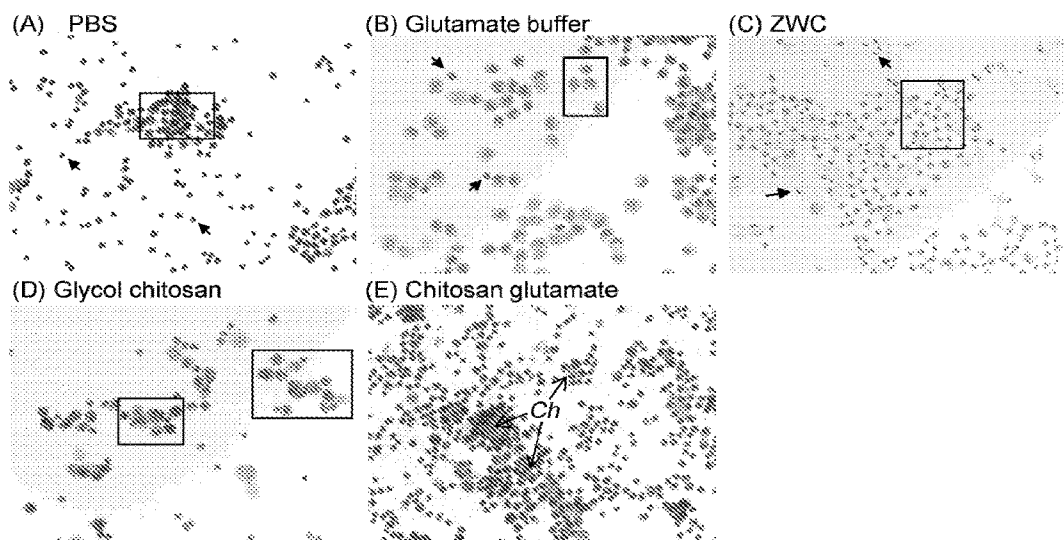 (A) PBS
(B) Glutamate buffer
(C) ZWC
(D) Glycol chitosan
(E) Chitosan glutamate
Ch